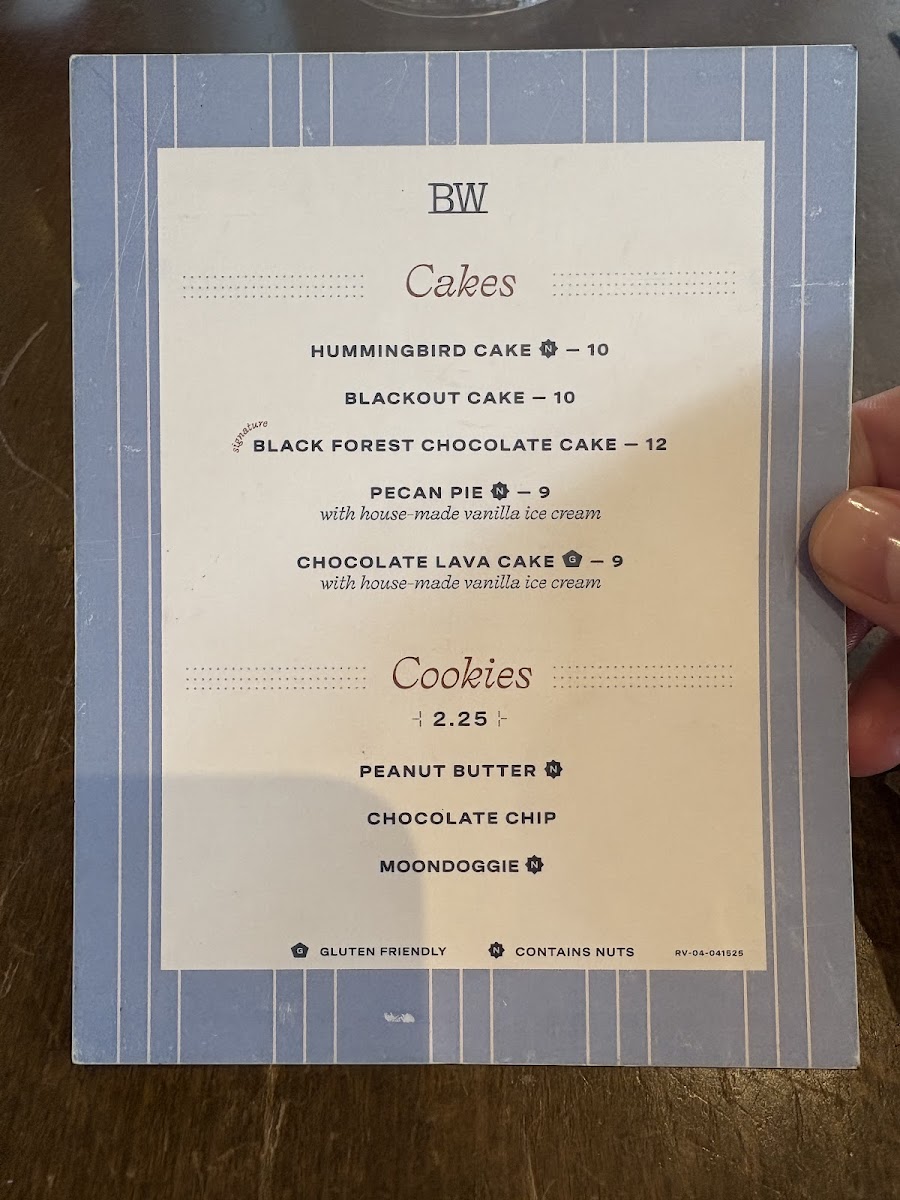 BW
Cakes
HUMMINGBIRD CAKE N – 10
BLACKOUT CAKE – 10
signature
BLACK FOREST CHOCOLATE CAKE – 12
PECAN PIE N – 9
with house-made vanilla ice cream
CHOCOLATE LAVA CAKE G – 9
with house-made vanilla ice cream
Cookies
2.25
PEANUT BUTTER N
CHOCOLATE CHIP
MOONDOGGIE N
G GLUTEN FRIENDLY N CONTAINS NUTS RV-04-041525